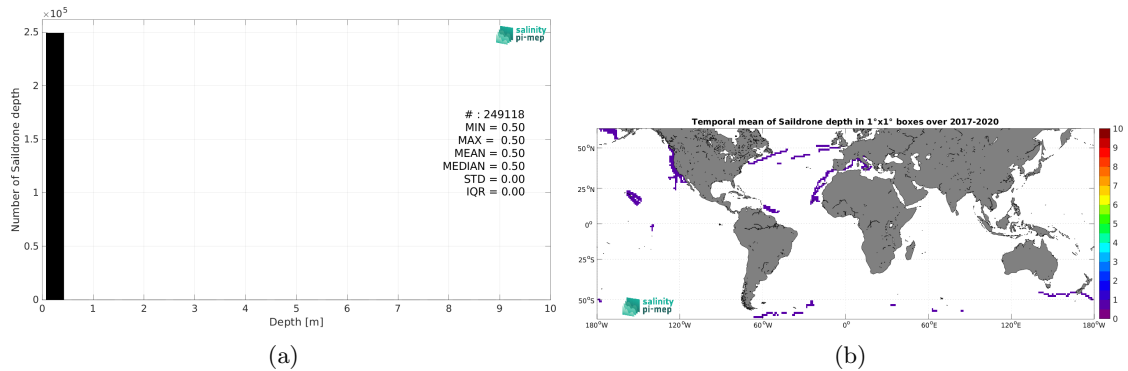 2.5 ×10⁵
2
1.5
1
0.5
0
Number of Saildrone depth
0 1 2 3 4 5 6 7 8 9 10
Depth [m]
salinity
pi-mep
# : 249118
MIN = 0.50
MAX = 0.50
MEAN = 0.50
MEDIAN = 0.50
STD = 0.00
IQR = 0.00
(a)
Temporal mean of Saildrone depth in 1°x1° boxes over 2017-2020
50°N
25°N
0°
25°S
50°S
180°W 120°W 60°W 0° 60°E 120°E 180°W
salinity
pi-mep
10
9
8
7
6
5
4
3
2
1
0
(b)